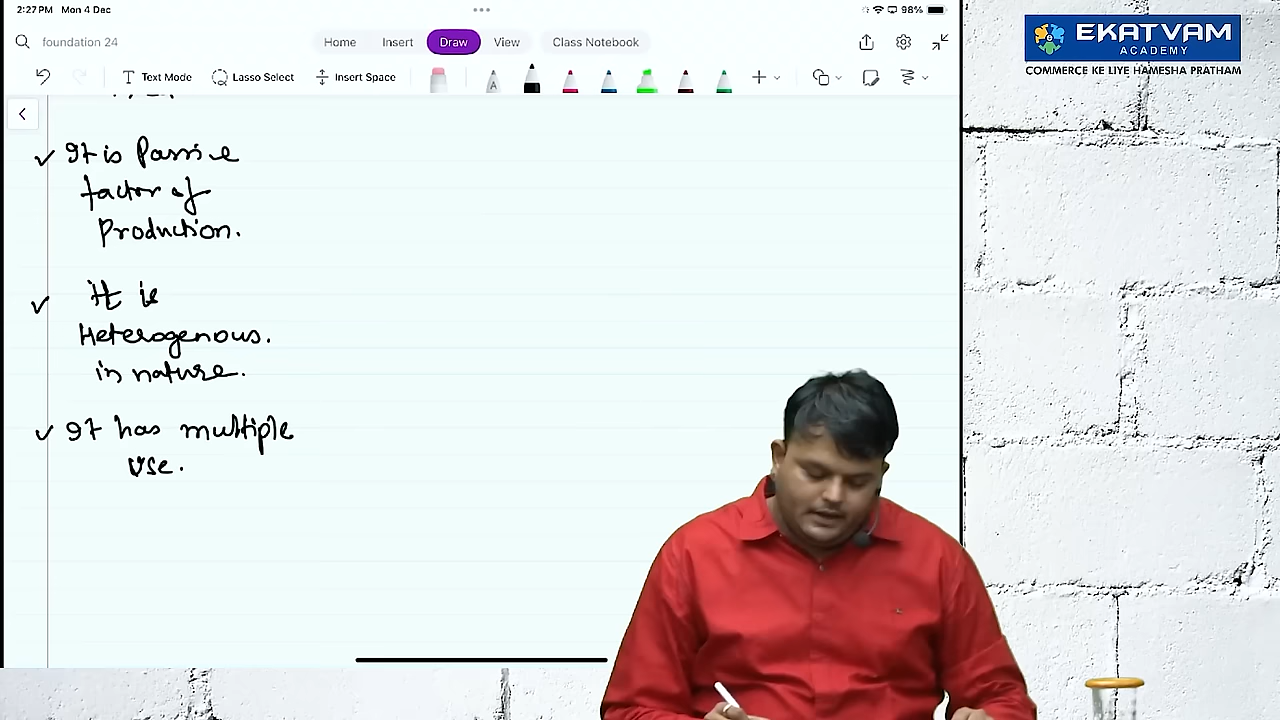 2:27 PM Mon 4 Dec
98%
foundation 24
Home Insert Draw View Class Notebook
Text Mode Lasso Select Insert Space
EKATVAM
ACADEMY
COMMERCE KE LIYE HAMESHA PRATHAM
It is Passive
factor of
Production.
it is
Heterogenous.
in nature.
It has multiple
use.